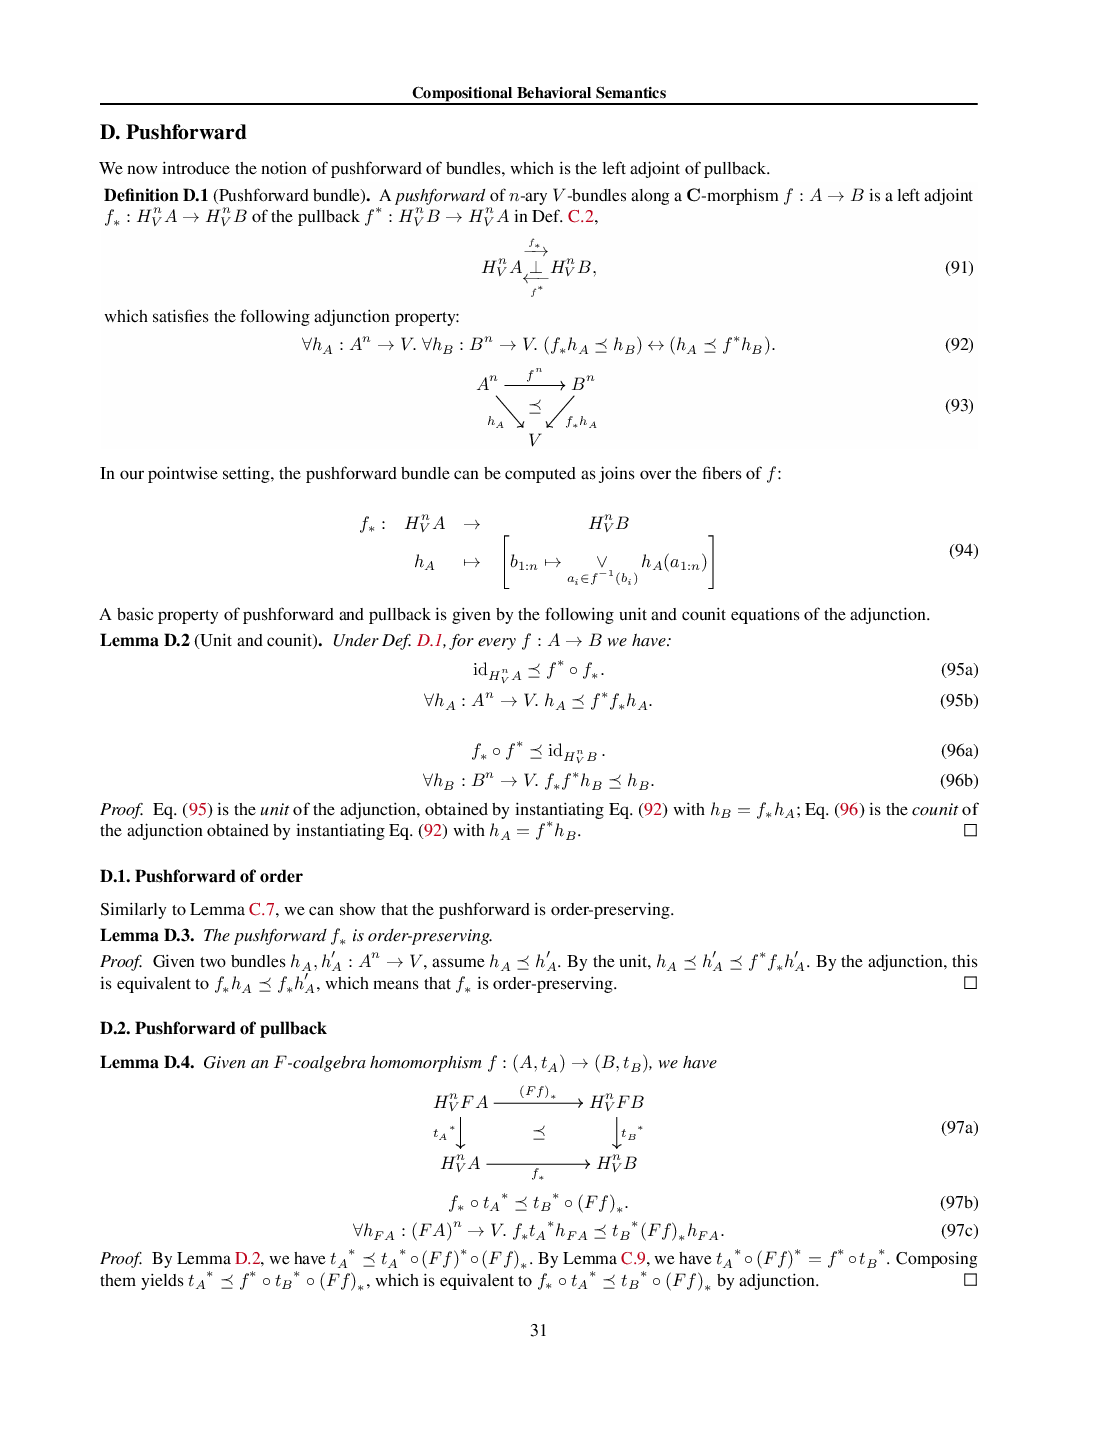 Compositional Behavioral Semantics
D. Pushforward
We now introduce the notion of pushforward of bundles, which is the left adjoint of pullback.
Definition D.1 (Pushforward bundle). A pushforward of n-ary V-bundles along a C-morphism f : A → B is a left adjoint
f_* : H_V^n A → H_V^n B of the pullback f^* : H_V^n B → H_V^n A in Def. C.2,
f_*
H_V^n A ⊥ H_V^n B, (91)
f^*
which satisfies the following adjunction property:
∀h_A : A^n → V. ∀h_B : B^n → V. (f_* h_A ⪯ h_B) ↔ (h_A ⪯ f^* h_B). (92)
A^n f^n B^n
⪯ (93)
h_A f_* h_A
V
In our pointwise setting, the pushforward bundle can be computed as joins over the fibers of f:
f_* : H_V^n A → H_V^n B
h_A ↦ [b_{1:n} ↦ ∨_{a_i ∈ f^{-1}(b_i)} h_A(a_{1:n})] (94)
A basic property of pushforward and pullback is given by the following unit and counit equations of the adjunction.
Lemma D.2 (Unit and counit). Under Def. D.1, for every f : A → B we have:
id_{H_V^n A} ⪯ f^* ∘ f_*. (95a)
∀h_A : A^n → V. h_A ⪯ f^* f_* h_A. (95b)
f_* ∘ f^* ⪯ id_{H_V^n B}. (96a)
∀h_B : B^n → V. f_* f^* h_B ⪯ h_B. (96b)
Proof. Eq. (95) is the unit of the adjunction, obtained by instantiating Eq. (92) with h_B = f_* h_A; Eq. (96) is the counit of
the adjunction obtained by instantiating Eq. (92) with h_A = f^* h_B. □
D.1. Pushforward of order
Similarly to Lemma C.7, we can show that the pushforward is order-preserving.
Lemma D.3. The pushforward f_* is order-preserving.
Proof. Given two bundles h_A, h'_A : A^n → V, assume h_A ⪯ h'_A. By the unit, h_A ⪯ h'_A ⪯ f^* f_* h'_A. By the adjunction, this
is equivalent to f_* h_A ⪯ f_* h'_A, which means that f_* is order-preserving. □
D.2. Pushforward of pullback
Lemma D.4. Given an F-coalgebra homomorphism f : (A, t_A) → (B, t_B), we have
H_V^n FA (Ff)_* H_V^n FB
t_A^* ⪯ t_B^* (97a)
H_V^n A f_* H_V^n B
f_* ∘ t_A^* ⪯ t_B^* ∘ (Ff)_*. (97b)
∀h_{FA} : (FA)^n → V. f_* t_A^* h_{FA} ⪯ t_B^* (Ff)_* h_{FA}. (97c)
Proof. By Lemma D.2, we have t_A^* ⪯ t_A^* ∘ (Ff)^* ∘ (Ff)_*. By Lemma C.9, we have t_A^* ∘ (Ff)^* = f^* ∘ t_B^*. Composing
them yields t_A^* ⪯ f^* ∘ t_B^* ∘ (Ff)_*, which is equivalent to f_* ∘ t_A^* ⪯ t_B^* ∘ (Ff)_* by adjunction. □
31